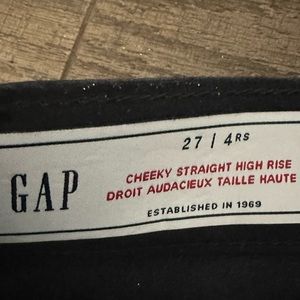 GAP
27 | 4RS
CHEEKY STRAIGHT HIGH RISE
DROIT AUDACIEUX TAILLE HAUTE
ESTABLISHED IN 1969